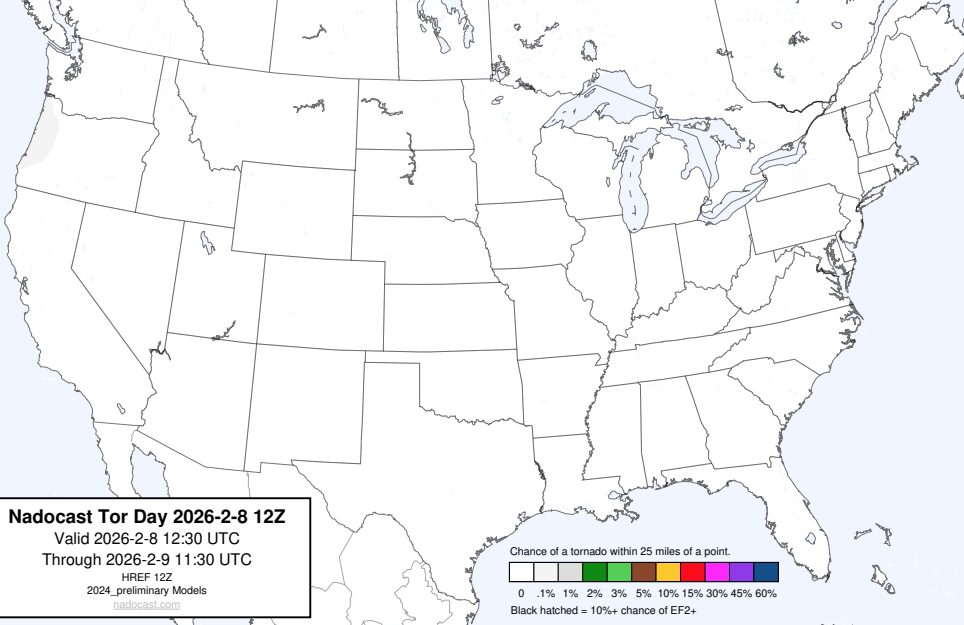 Nadocast Tor Day 2026-2-8 12Z
Valid 2026-2-8 12:30 UTC
Through 2026-2-9 11:30 UTC
HREF 12Z
2024_preliminary Models
nadocast.com
Chance of a tornado within 25 miles of a point.
0 .1% 1% 2% 3% 5% 10% 15% 30% 45% 60%
Black hatched = 10%+ chance of EF2+